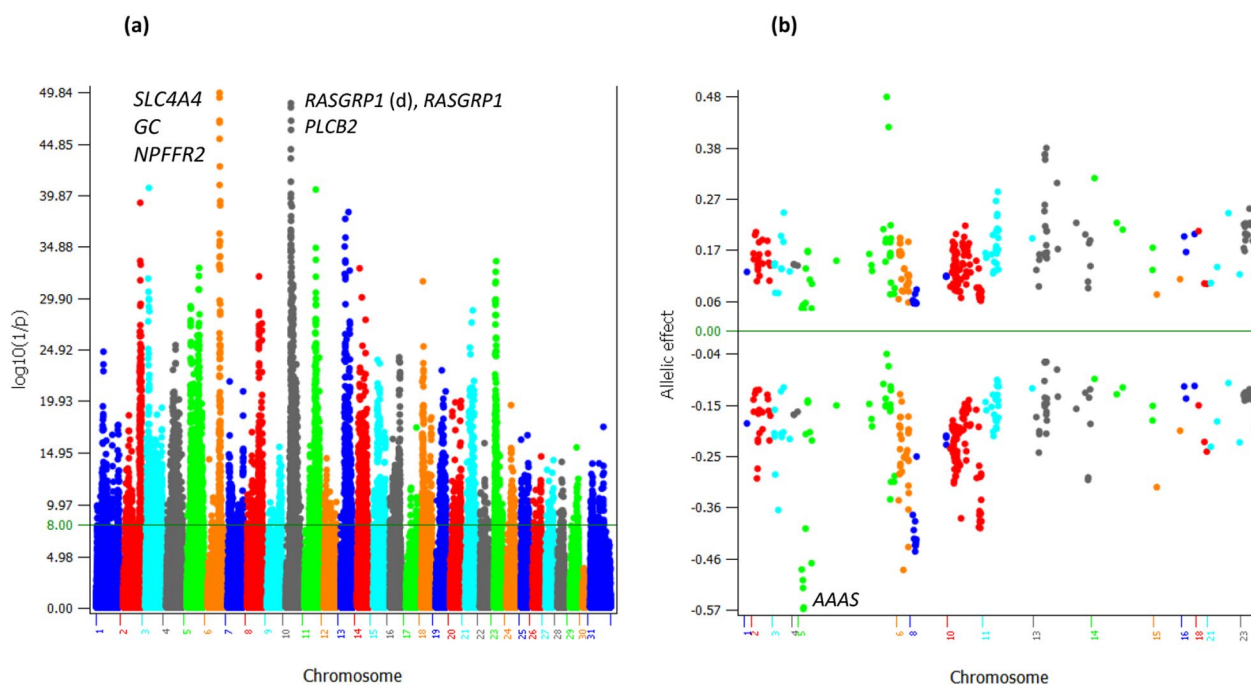 (a)
(b)
49.84
44.85
39.87
34.88
29.90
24.92
19.93
14.95
9.97
8.00
4.98
0.00
log10(1/p)
SLC4A4
GC
NPFFR2
RASGRP1 (d), RASGRP1
PLCB2
1 2 3 4 5 6 7 8 9 10 11 12 13 14 15 16 17 18 19 20 21 22 23 24 25 26 27 28 29 30 31
Chromosome
0.48
0.38
0.27
0.17
0.06
0.00
-0.04
-0.15
-0.25
-0.36
-0.46
-0.57
Allelic effect
AAAS
1 2 3 4 5 6 8 10 11 13 14 15 16 18 21 23
Chromosome